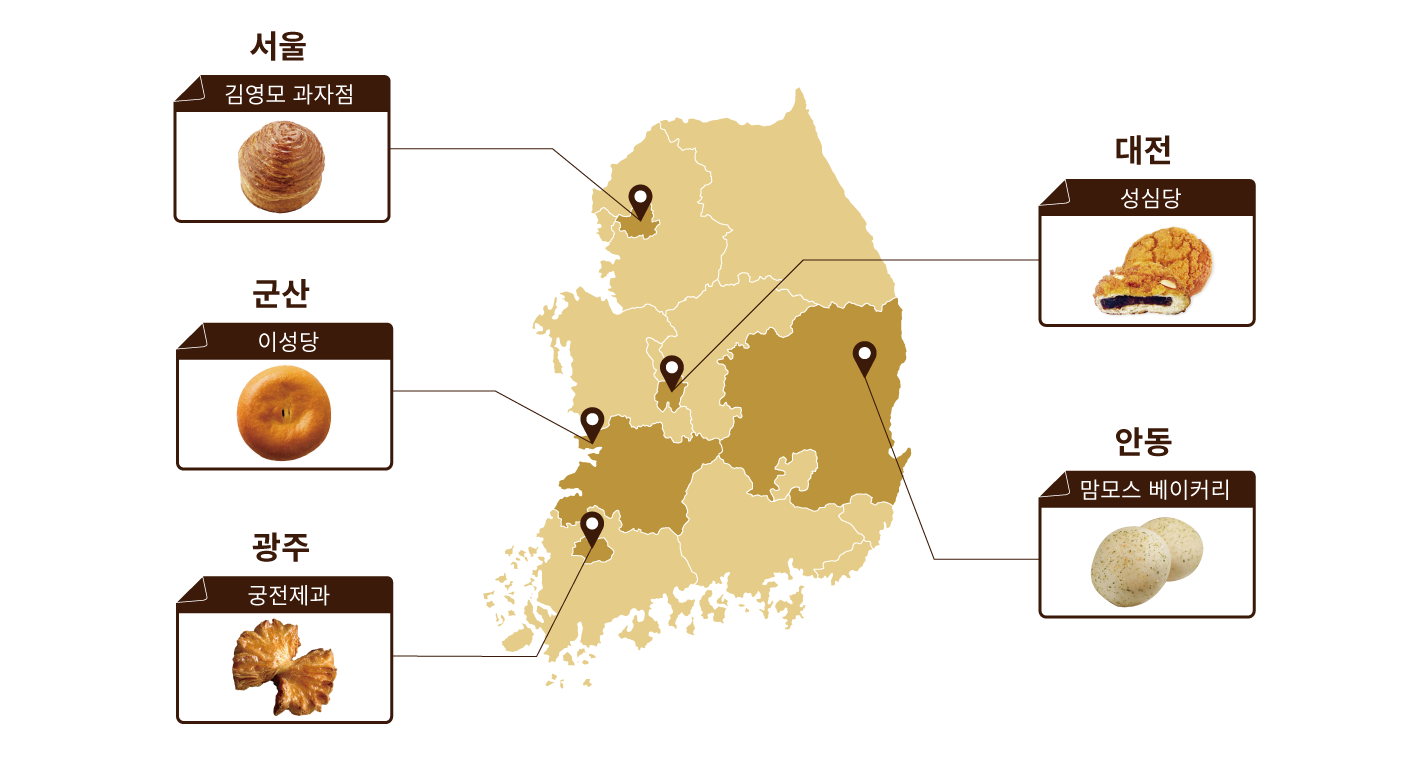 서울
김영모 과자점
군산
이성당
광주
궁전제과
대전
성심당
안동
맘모스 베이커리